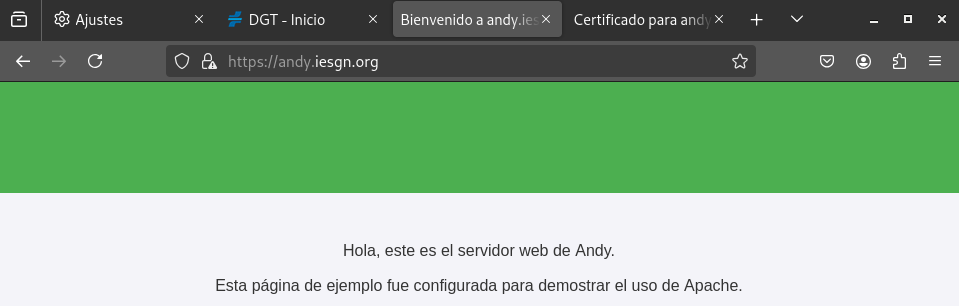 Ajustes
DGT - Inicio
Bienvenido a andy.ies
Certificado para andy
https://andy.iesgn.org
Hola, este es el servidor web de Andy.
Esta página de ejemplo fue configurada para demostrar el uso de Apache.